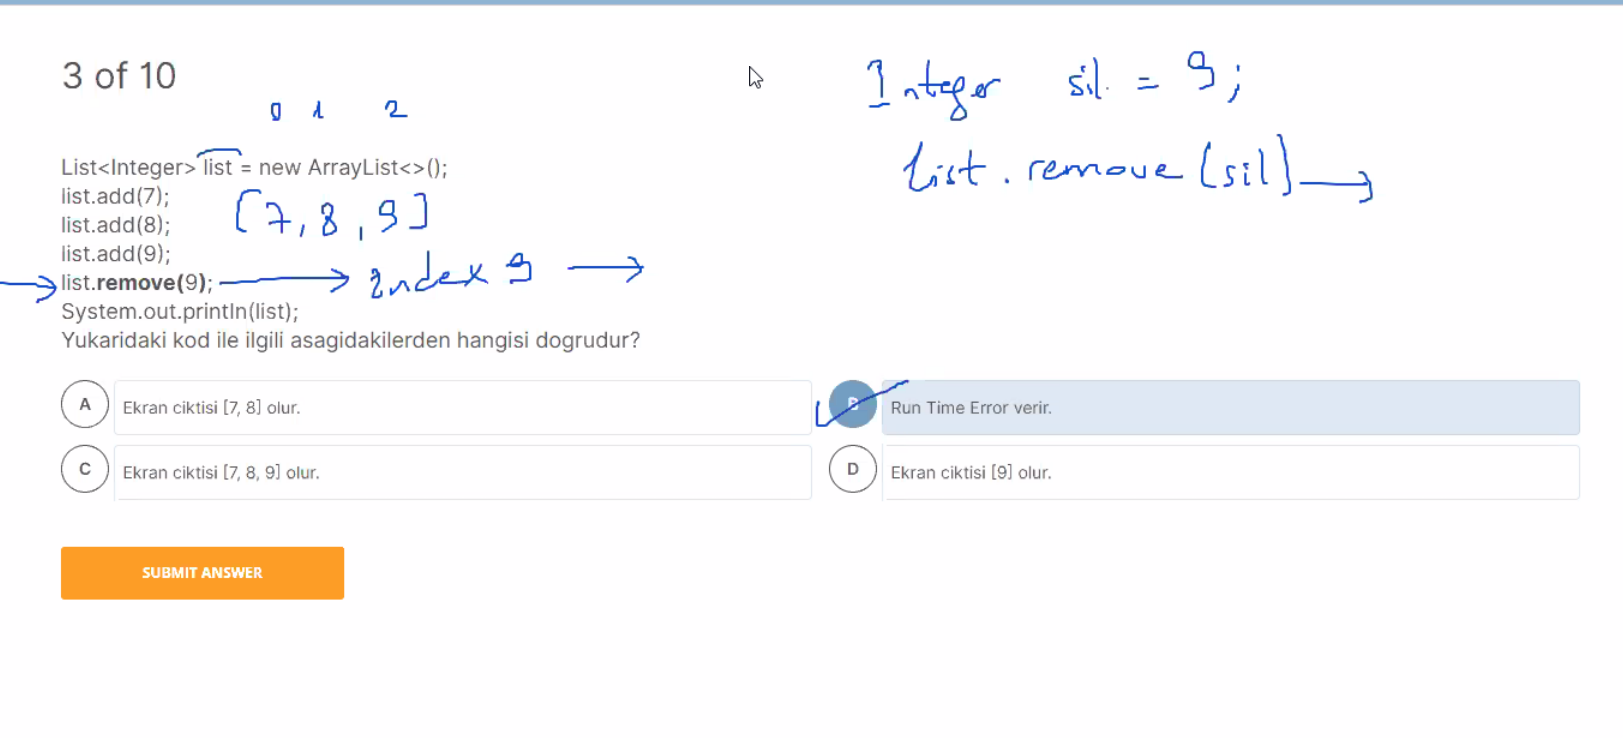 3 of 10
0 1 2
Integer sil = 9;
list.remove(sil)
List<Integer> list = new ArrayList<>();
list.add(7);
list.add(8);
[7, 8, 9]
list.add(9);
list.remove(9);
index 9
System.out.println(list);
Yukaridaki kod ile ilgili asagidakilerden hangisi dogrudur?
A Ekran ciktisi [7, 8] olur.
B Run Time Error verir.
C Ekran ciktisi [7, 8, 9] olur.
D Ekran ciktisi [9] olur.
SUBMIT ANSWER